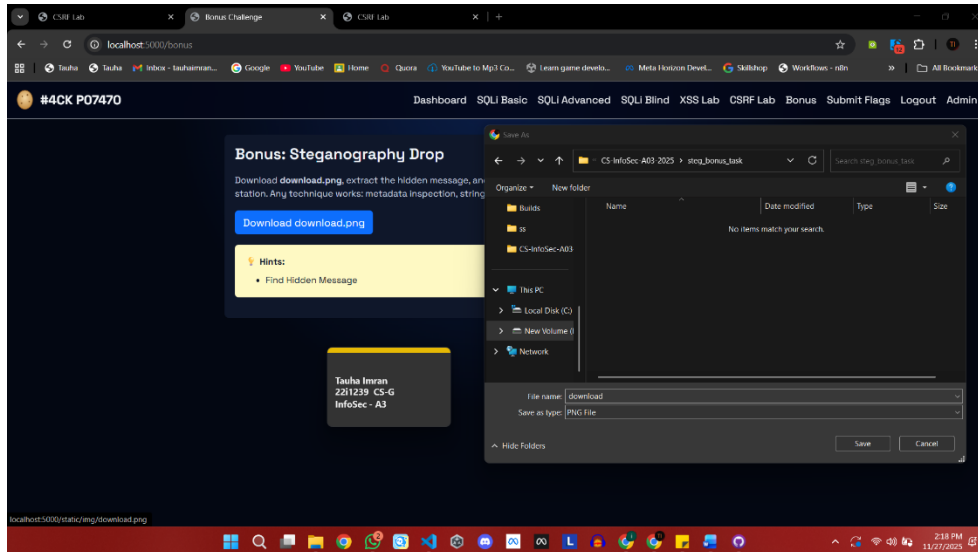 CSRF Lab
Bonus Challenge
CSRF Lab
localhost:5000/bonus
Tauha
Tauha
Inbox - tauhaimran...
Google
YouTube
Home
Quora
YouTube to Mp3 Co...
Learn game develo...
Meta Horizon Devel...
Skillshop
Workflows - n8n
»
All Bookmark
#4CK P07470
Dashboard
SQLi Basic
SQLi Advanced
SQLi Blind
XSS Lab
CSRF Lab
Bonus
Submit Flags
Logout
Admin
Bonus: Steganography Drop
Download download.png, extract the hidden message, an
station. Any technique works: metadata inspection, string
Download download.png
Hints:
• Find Hidden Message
Tauha Imran
22i1239 CS-G
InfoSec - A3
Save As
CS-InfoSec-A03-2025 › steg_bonus_task
Search steg_bonus_task
Organize
New folder
Builds
ss
CS-InfoSec-A03
This PC
Local Disk (C:)
New Volume (
Network
Name
Date modified
Type
Size
No items match your search.
File name: download
Save as type: PNG File
Hide Folders
Save
Cancel
localhost:5000/static/img/download.png
2:18 PM
11/27/2025